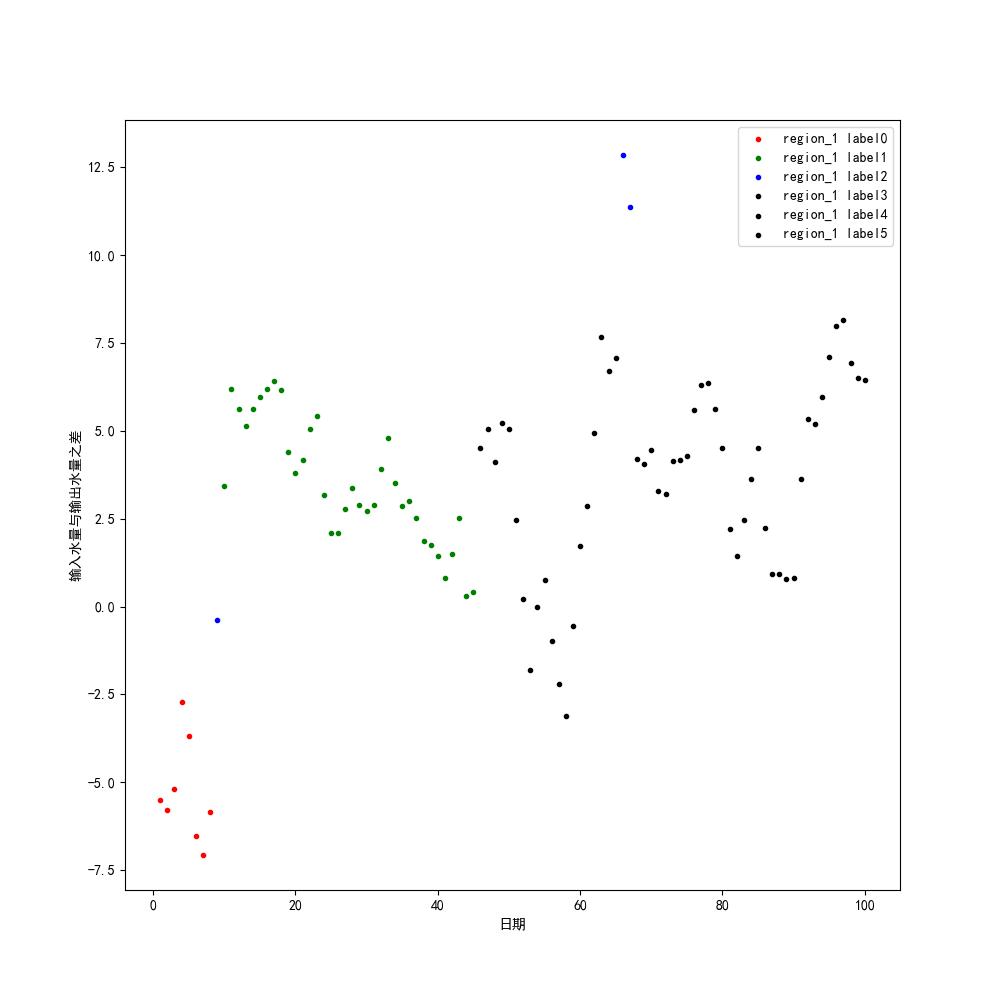 region_1 label0
region_1 label1
region_1 label2
region_1 label3
region_1 label4
region_1 label5
12.5
10.0
7.5
5.0
2.5
0.0
−2.5
−5.0
−7.5
输入水量与输出水量之差
0 20 40 60 80 100
日期